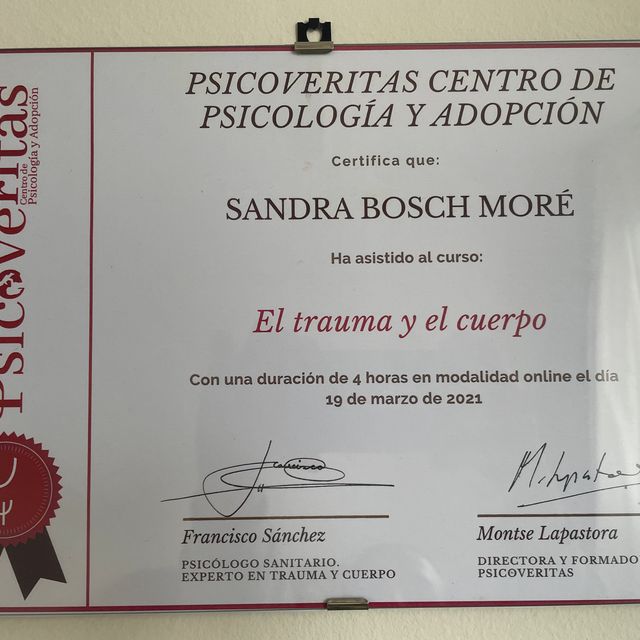 Psicoveritas
Centro de
Psicología y Adopción
PSICOVERITAS CENTRO DE
PSICOLOGÍA Y ADOPCIÓN
Certifica que:
SANDRA BOSCH MORÉ
Ha asistido al curso:
El trauma y el cuerpo
Con una duración de 4 horas en modalidad online el día
19 de marzo de 2021
Francisco
Francisco Sánchez
PSICÓLOGO SANITARIO.
EXPERTO EN TRAUMA Y CUERPO
Montse Lapastora
DIRECTORA Y FORMADO
PSICOVERITAS